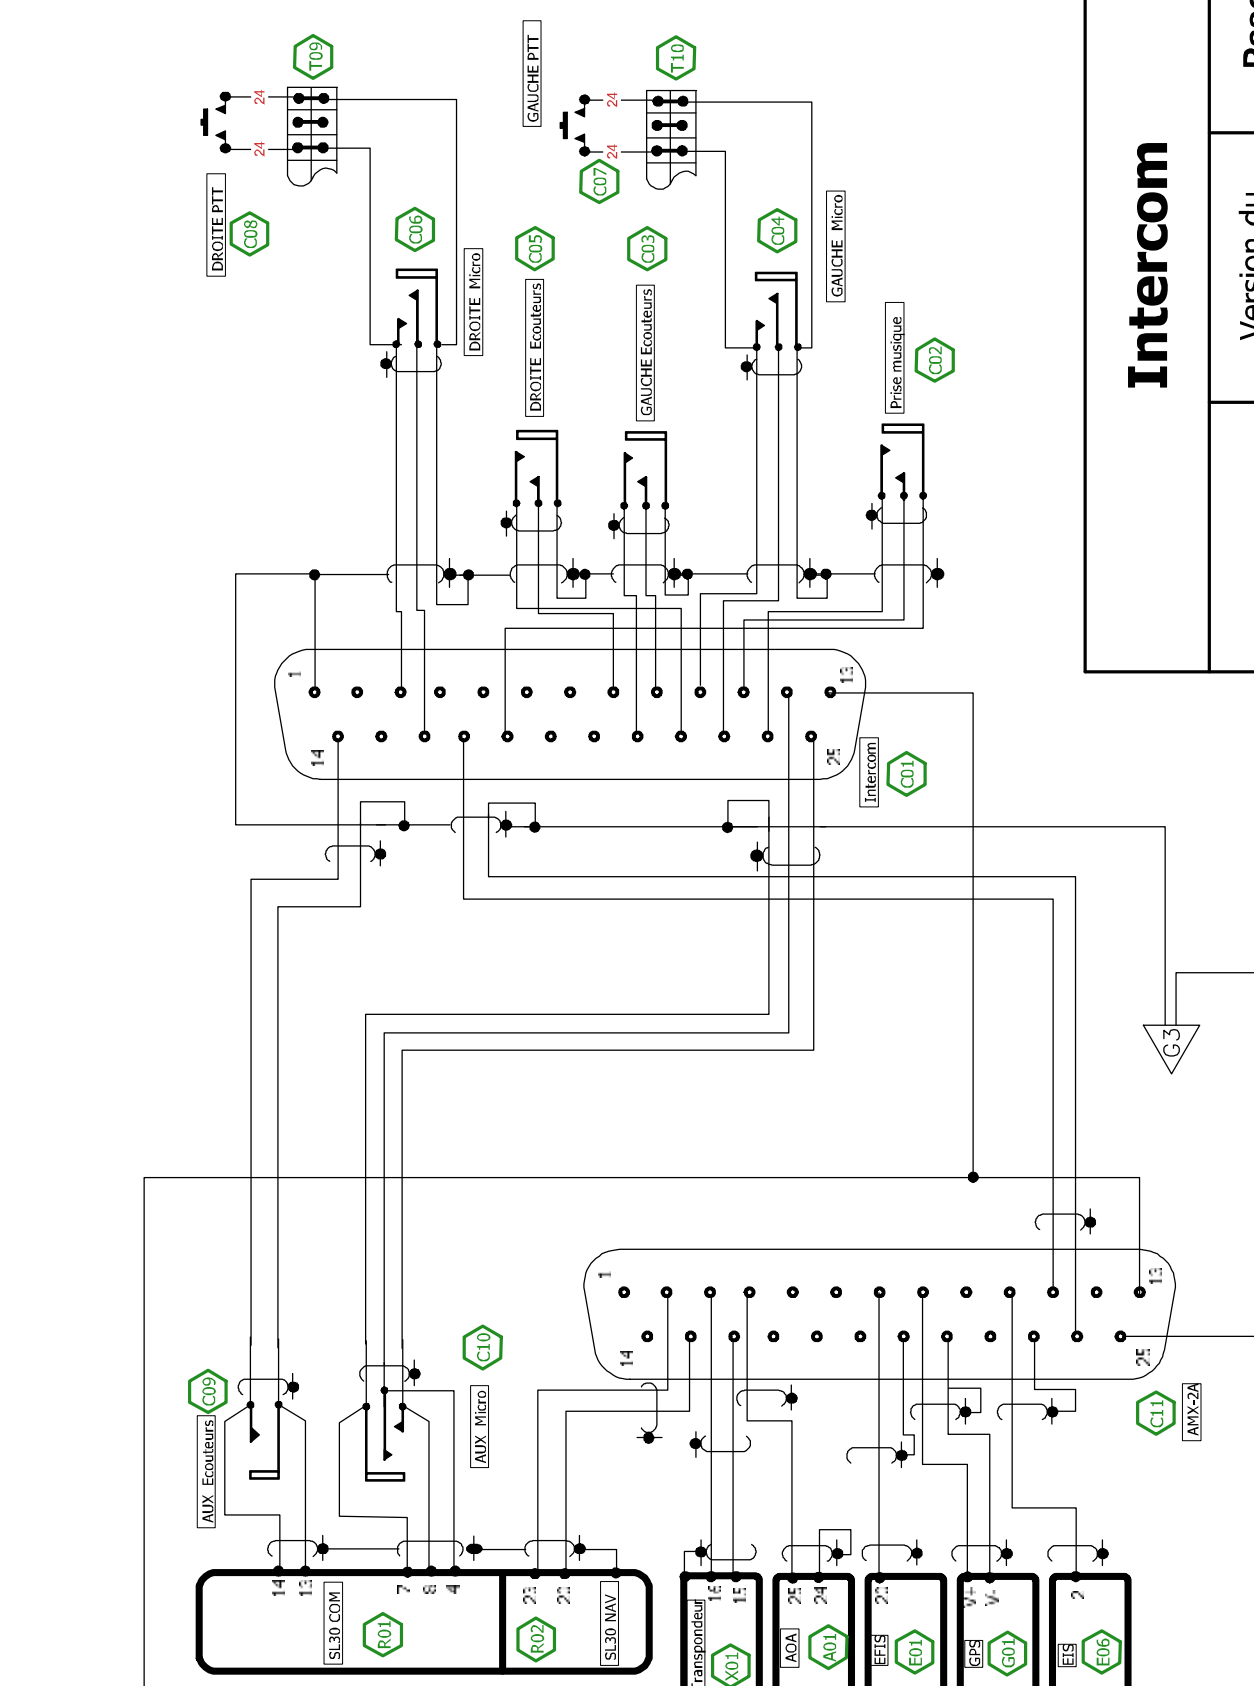 T09
24
24
DROITE PTT
C08
GAUCHE PTT
T10
24
24
C07
C06
DROITE Micro
C05
DROITE Ecouteurs
C03
GAUCHE Ecouteurs
C04
GAUCHE Micro
Prise musique
C02
Intercom
Version du
1
13
14
25
Intercom
C01
G3
1
13
14
25
C11
AMX-2A
C09
AUX Ecouteurs
C10
AUX Micro
14
13
7
8
4
SL30 COM
R01
23
22
R02
SL30 NAV
16
15
Transpondeur
X01
25
24
AOA
A01
EFIS
E01
V+
V-
GPS
G01
2
EIS
E06